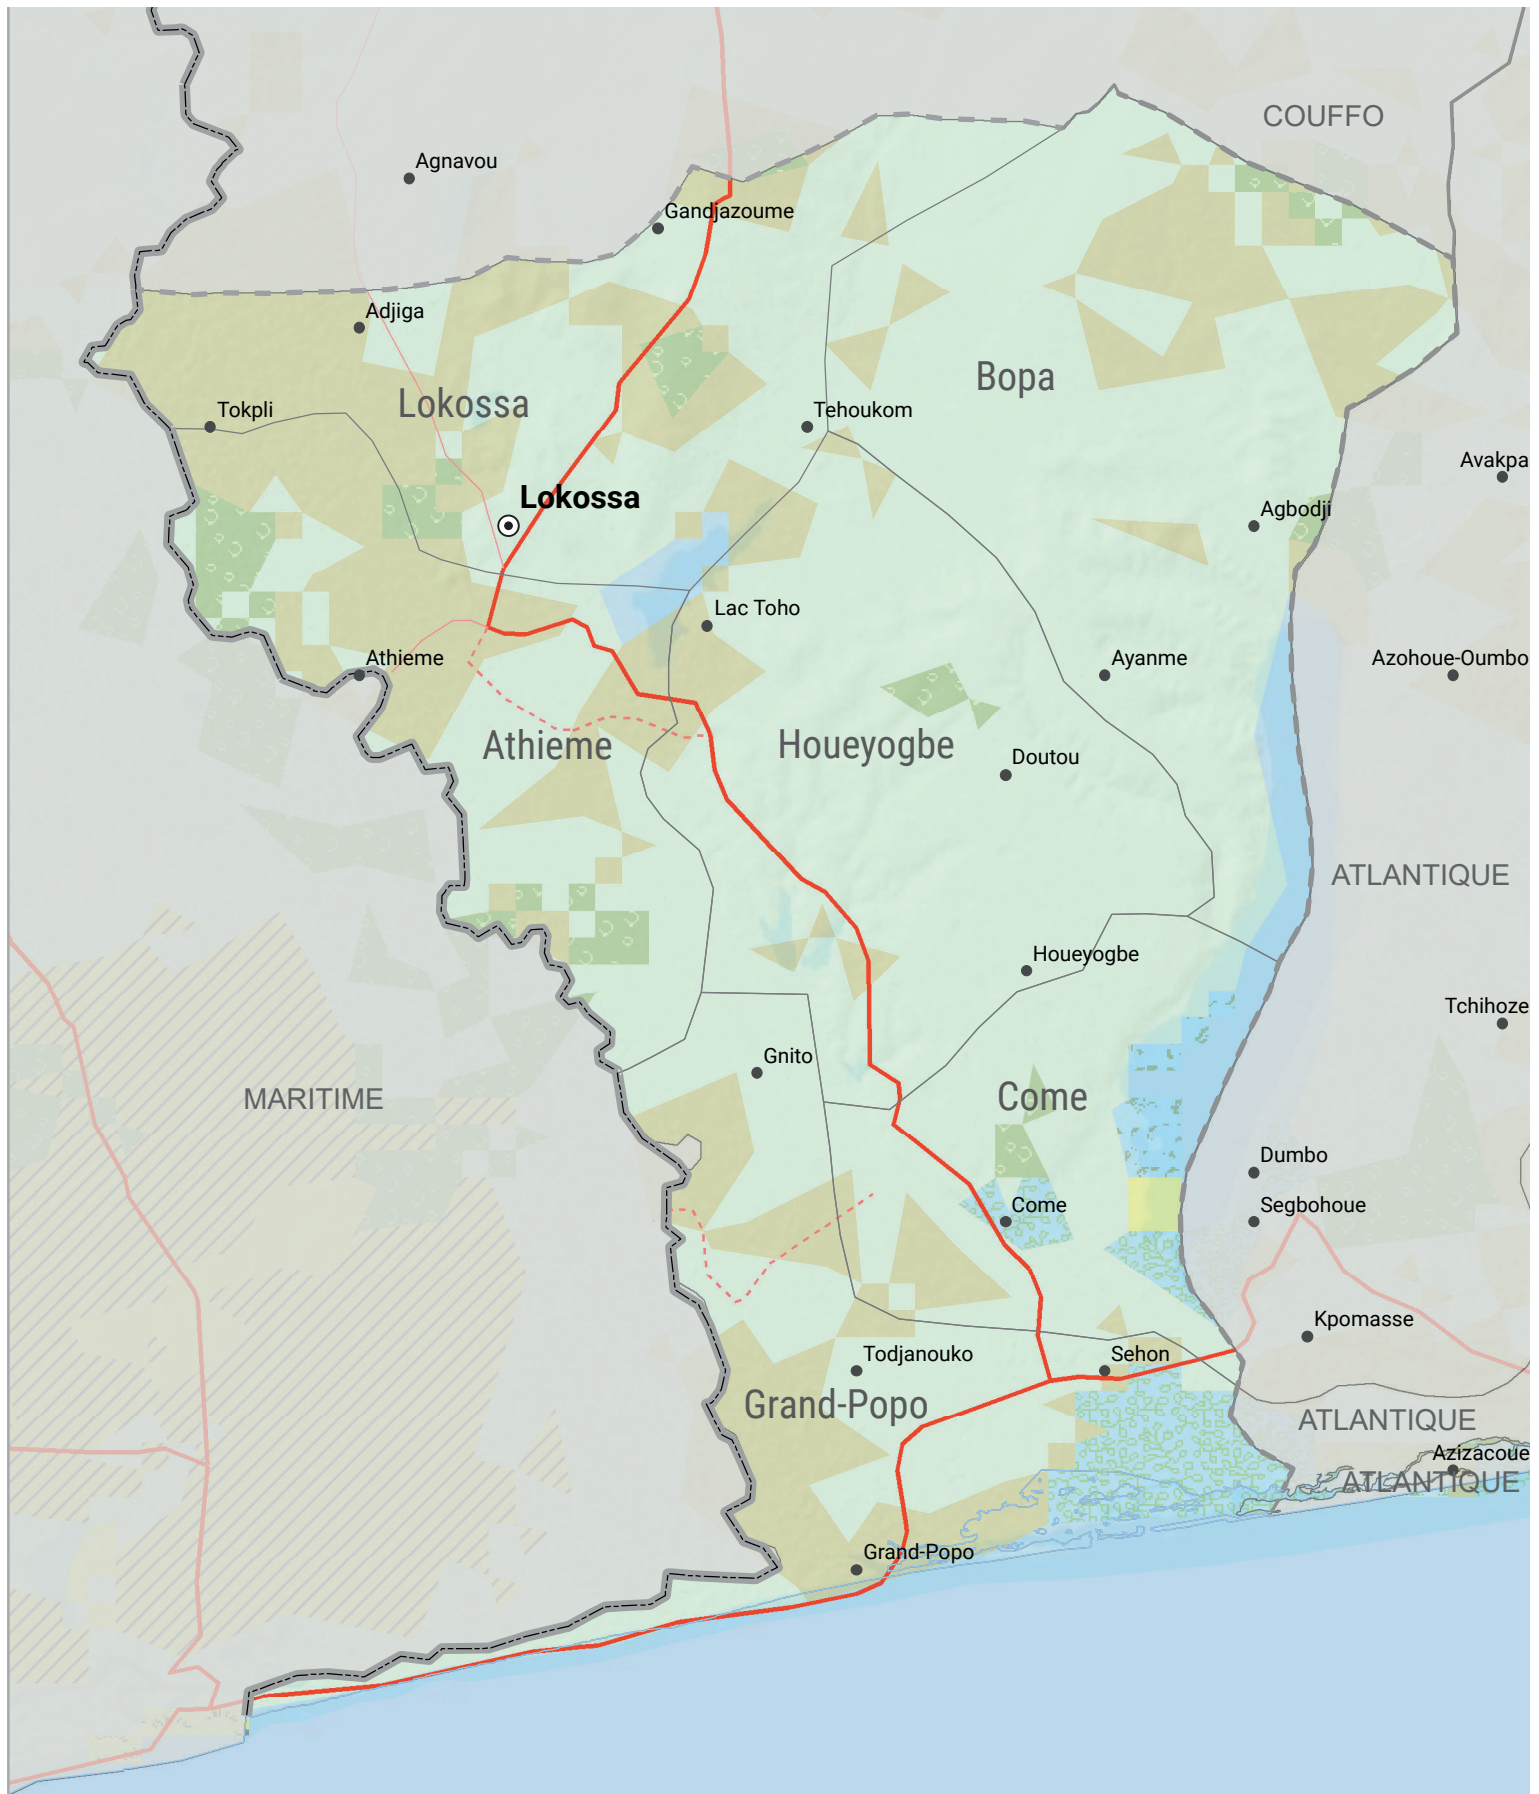 COUFFO
Agnavou
Gandjazoume
Adjiga
Bopa
Lokossa
Tokpli
Tehoukom
Avakpa
Lokossa
Agbodji
Lac Toho
Athieme
Ayanme
Azohoue-Oumbo
Athieme
Houeyogbe
Doutou
ATLANTIQUE
Houeyogbe
Tchihoze
Gnito
MARITIME
Come
Dumbo
Come
Segbohoue
Kpomasse
Todjanouko
Sehon
Grand-Popo
ATLANTIQUE
Azizacoue
ATLANTIQUE
Grand-Popo